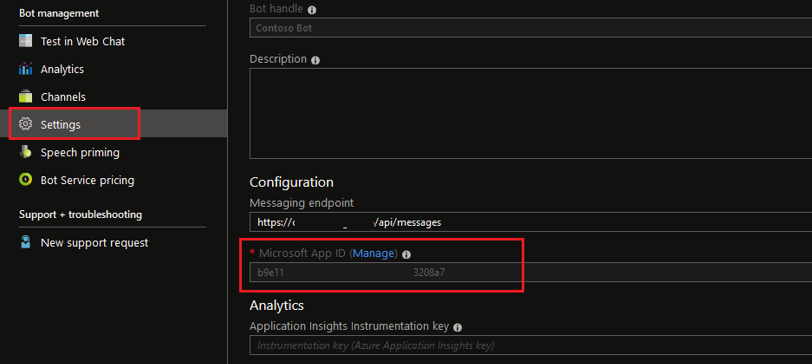 Bot management
Test in Web Chat
Analytics
Channels
Settings
Speech priming
Bot Service pricing
Support + troubleshooting
New support request
Bot handle
Contoso Bot
Description
Configuration
Messaging endpoint
https://c _ /api/messages
* Microsoft App ID (Manage)
b9e11 3208a7
Analytics
Application Insights Instrumentation key
Instrumentation key (Azure Application Insights key)